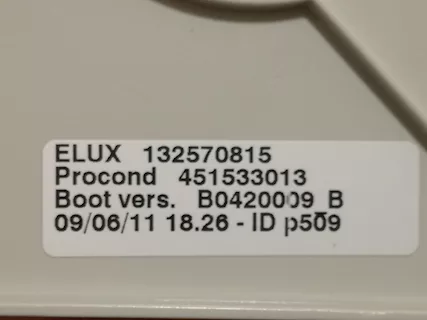 ELUX 132570815
Procond 451533013
Boot vers. B0420009_B
09/06/11 18.26 - ID p509